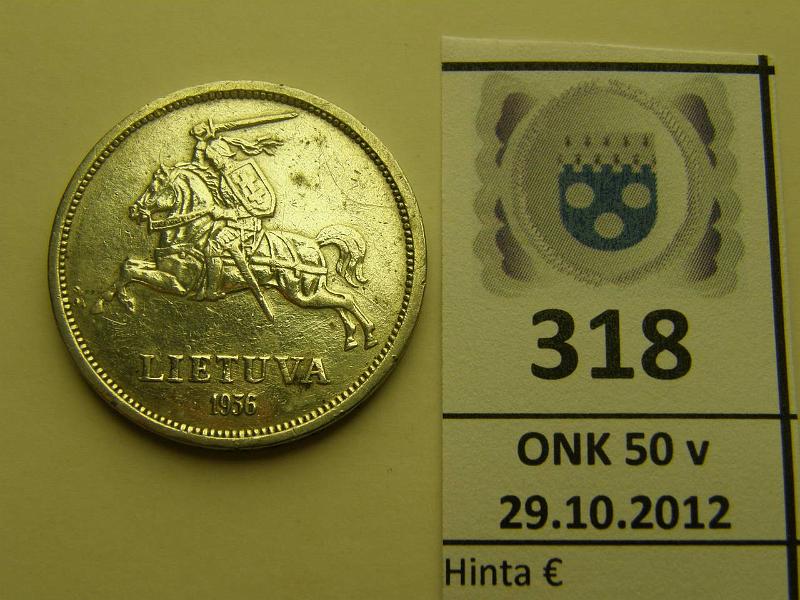 LIETUVA
1936
318
ONK 50 v
29.10.2012
Hinta €